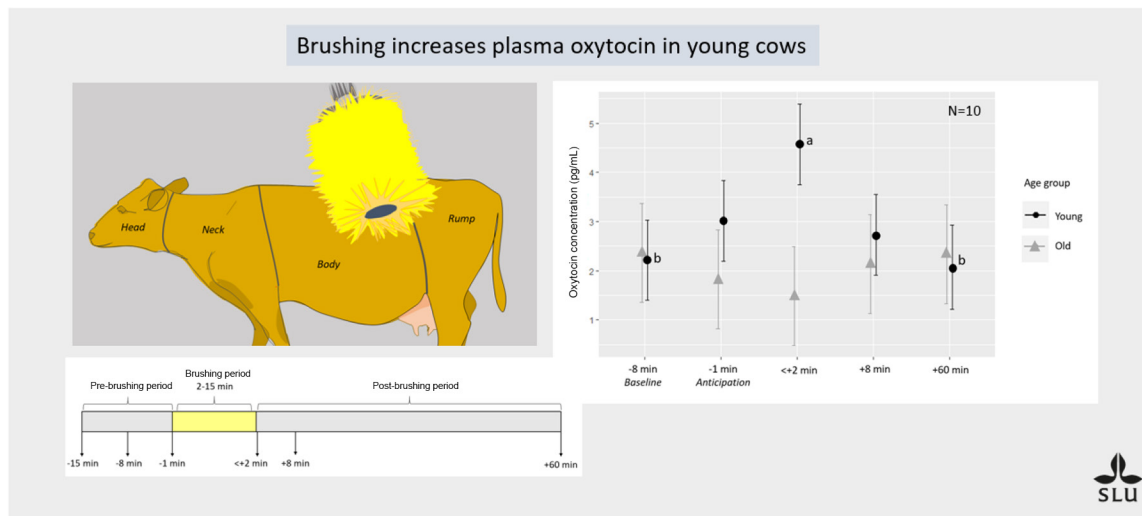 Brushing increases plasma oxytocin in young cows
Head
Neck
Body
Rump
N=10
Oxytocin concentration (pg/mL)
5
4
3
2
1
a
b
b
-8 min
Baseline
-1 min
Anticipation
<+2 min
+8 min
+60 min
Age group
Young
Old
Pre-brushing period
Brushing period
2-15 min
Post-brushing period
-15 min
-8 min
-1 min
<+2 min
+8 min
+60 min
SLU